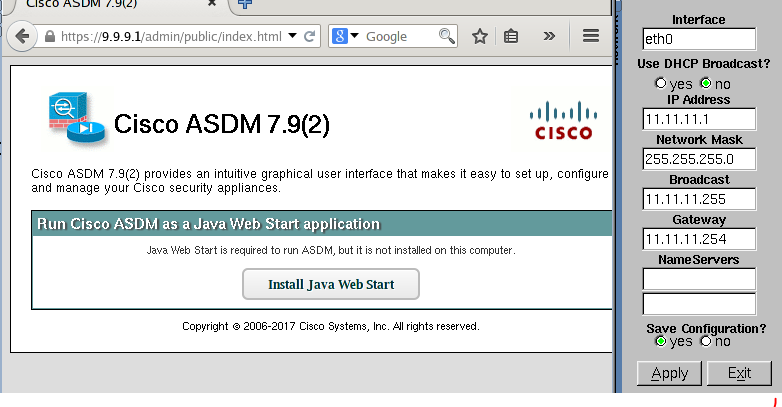 Cisco ASDM 7.9(2)
https://9.9.9.1/admin/public/index.html
Google
Cisco ASDM 7.9(2)
CISCO
Cisco ASDM 7.9(2) provides an intuitive graphical user interface that makes it easy to set up, configure
and manage your Cisco security appliances.
Run Cisco ASDM as a Java Web Start application
Java Web Start is required to run ASDM, but it is not installed on this computer.
Install Java Web Start
Copyright © 2006-2017 Cisco Systems, Inc. All rights reserved.
Interface
eth0
Use DHCP Broadcast?
yes no
IP Address
11.11.11.1
Network Mask
255.255.255.0
Broadcast
11.11.11.255
Gateway
11.11.11.254
NameServers
Save Configuration?
yes no
Apply Exit